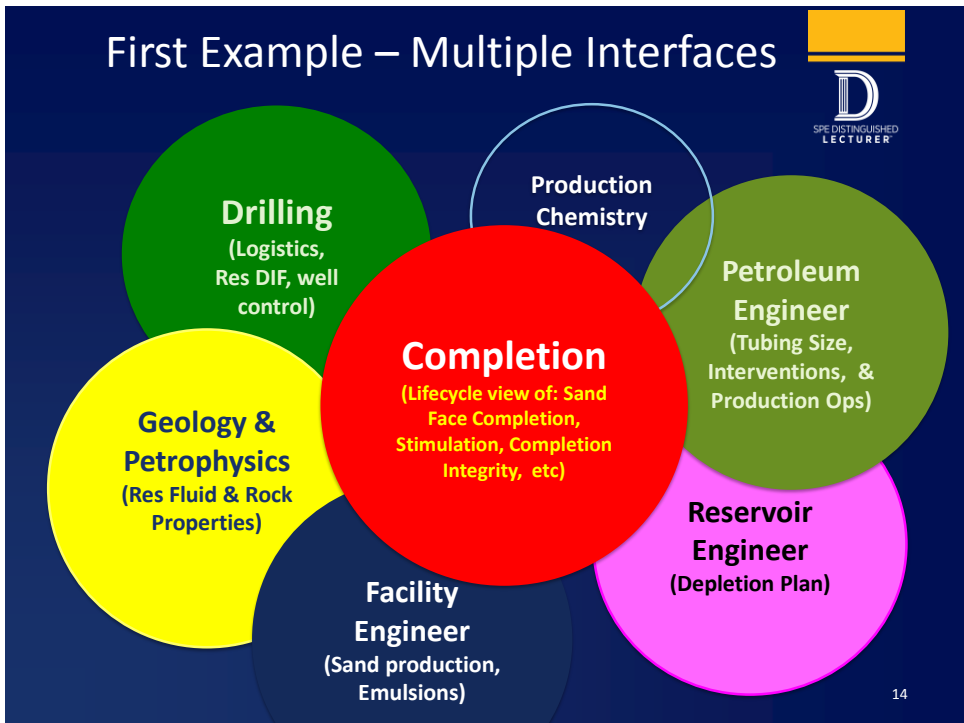 First Example – Multiple Interfaces
SPE DISTINGUISHED
LECTURER
Production
Chemistry
Drilling
(Logistics,
Res DIF, well
control)
Petroleum
Engineer
(Tubing Size,
Interventions, &
Production Ops)
Completion
(Lifecycle view of: Sand
Face Completion,
Stimulation, Completion
Integrity, etc)
Geology &
Petrophysics
(Res Fluid & Rock
Properties)
Reservoir
Engineer
(Depletion Plan)
Facility
Engineer
(Sand production,
Emulsions)
14